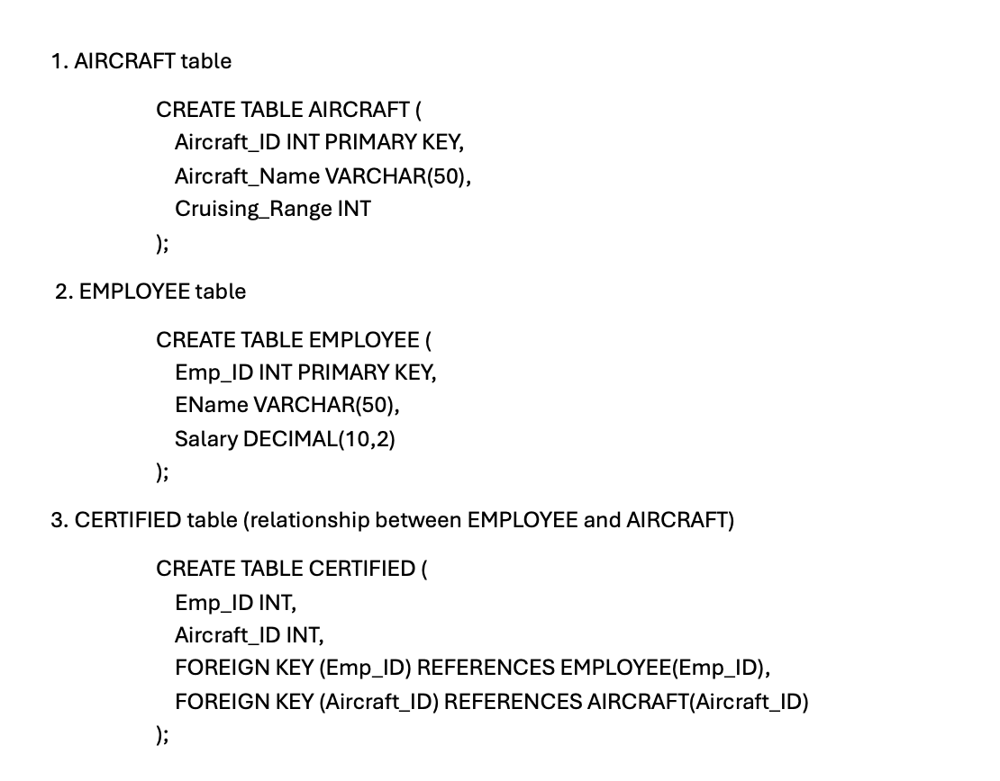 1. AIRCRAFT table
CREATE TABLE AIRCRAFT (
Aircraft_ID INT PRIMARY KEY,
Aircraft_Name VARCHAR(50),
Cruising_Range INT
);
2. EMPLOYEE table
CREATE TABLE EMPLOYEE (
Emp_ID INT PRIMARY KEY,
EName VARCHAR(50),
Salary DECIMAL(10,2)
);
3. CERTIFIED table (relationship between EMPLOYEE and AIRCRAFT)
CREATE TABLE CERTIFIED (
Emp_ID INT,
Aircraft_ID INT,
FOREIGN KEY (Emp_ID) REFERENCES EMPLOYEE(Emp_ID),
FOREIGN KEY (Aircraft_ID) REFERENCES AIRCRAFT(Aircraft_ID)
);